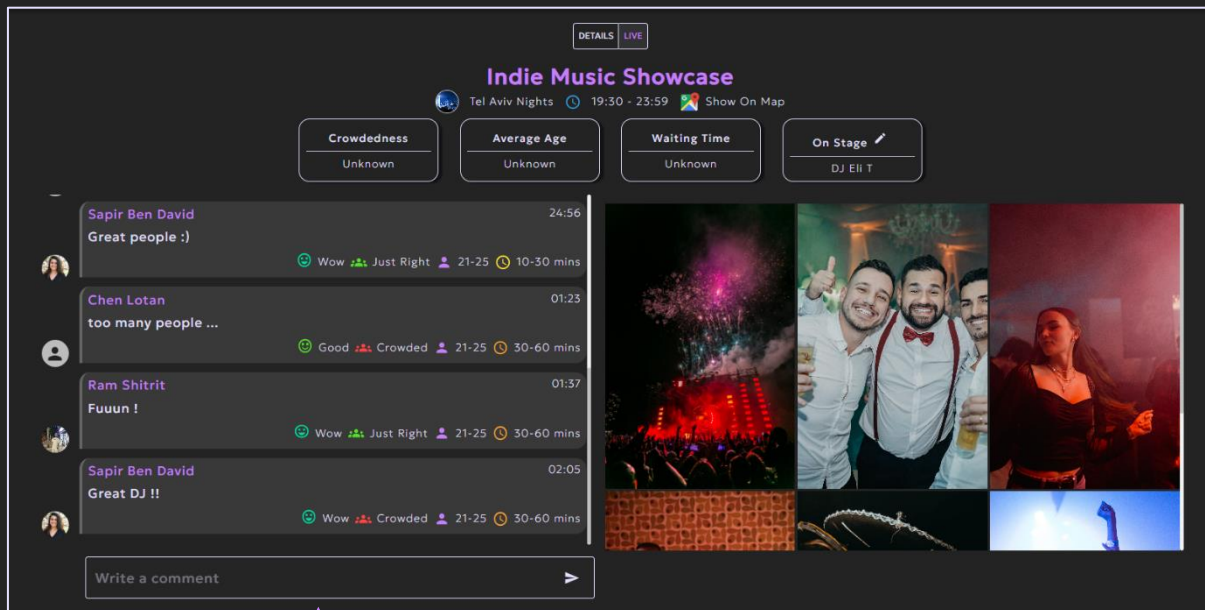 DETAILS LIVE
Indie Music Showcase
Tel Aviv Nights 19:30 - 23:59 Show On Map
Crowdedness
Unknown
Average Age
Unknown
Waiting Time
Unknown
On Stage
DJ Eli T
Sapir Ben David 24:56
Great people :)
Wow Just Right 21-25 10-30 mins
Chen Lotan 01:23
too many people ...
Good Crowded 21-25 30-60 mins
Ram Shitrit 01:37
Fuuun !
Wow Just Right 21-25 30-60 mins
Sapir Ben David 02:05
Great DJ !!
Wow Crowded 21-25 30-60 mins
Write a comment